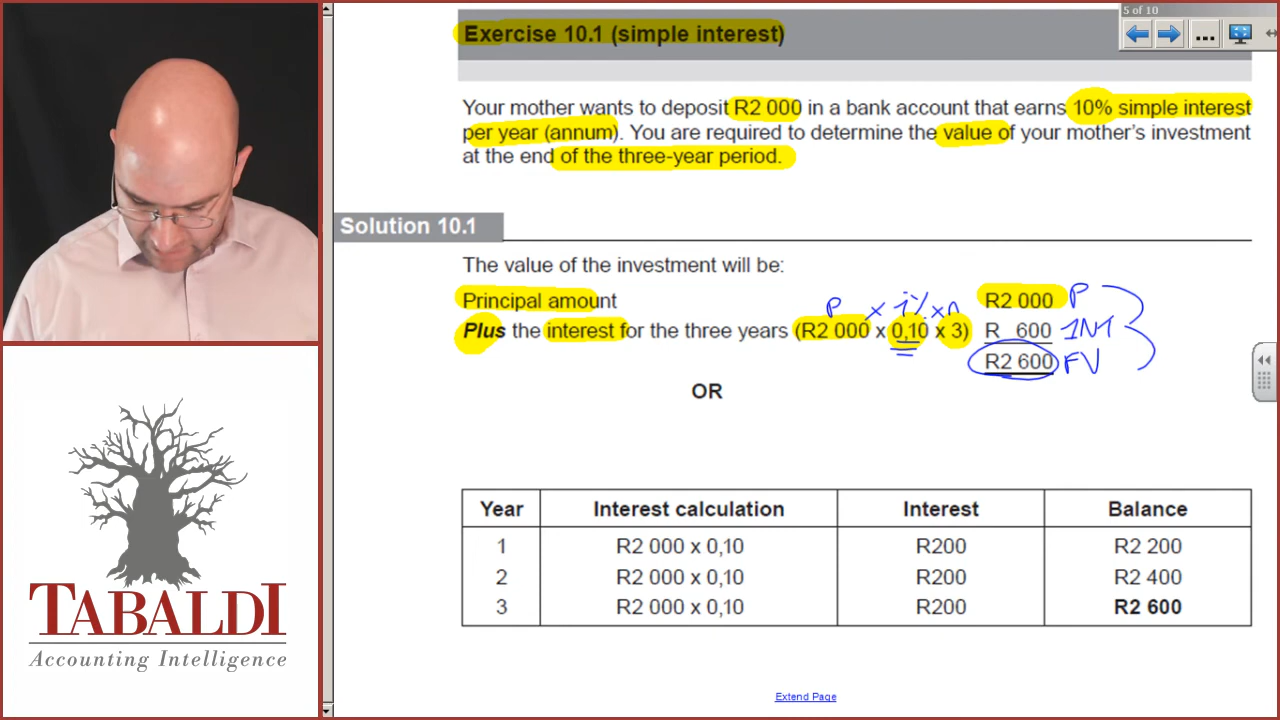 5 of 10
...
Exercise 10.1 (simple interest)
Your mother wants to deposit R2 000 in a bank account that earns 10% simple interest
per year (annum). You are required to determine the value of your mother's investment
at the end of the three-year period.
Solution 10.1
The value of the investment will be:
Principal amount R2 000 P
P x i% x n
Plus the interest for the three years (R2 000 x 0,10 x 3) R 600 INT
R2 600 FV
OR
Year Interest calculation Interest Balance
1 R2 000 x 0,10 R200 R2 200
2 R2 000 x 0,10 R200 R2 400
3 R2 000 x 0,10 R200 R2 600
Extend Page
TABALDI
Accounting Intelligence